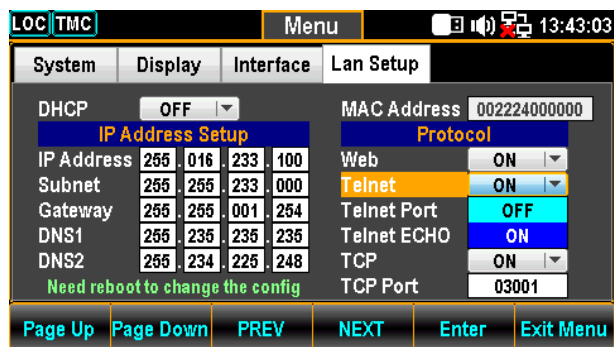 LOC TMC Menu 13:43:03
System Display Interface Lan Setup
DHCP OFF
IP Address Setup
IP Address 255 . 016 . 233 . 100
Subnet 255 . 255 . 233 . 000
Gateway 255 . 255 . 001 . 254
DNS1 255 . 235 . 235 . 235
DNS2 255 . 234 . 225 . 248
Need reboot to change the config
MAC Address 002224000000
Protocol
Web ON
Telnet ON
Telnet Port OFF
Telnet ECHO ON
TCP ON
TCP Port 03001
Page Up Page Down PREV NEXT Enter Exit Menu